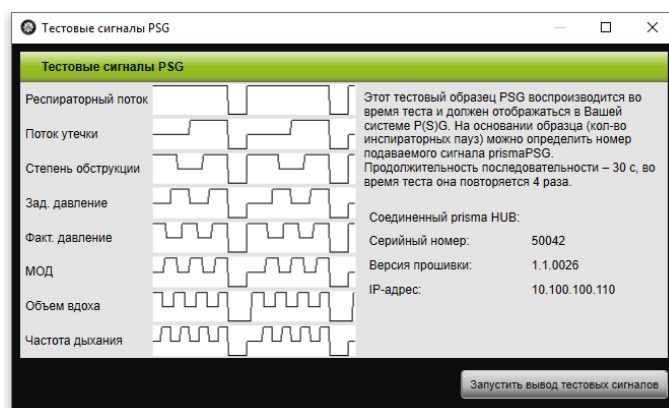 Тестовые сигналы PSG
Тестовые сигналы PSG
Респираторный поток
Поток утечки
Степень обструкции
Зад. давление
Факт. давление
МОД
Объем вдоха
Частота дыхания
Этот тестовый образец PSG воспроизводится во
время теста и должен отображаться в Вашей
системе P(S)G. На основании образца (кол-во
инспираторных пауз) можно определить номер
подаваемого сигнала prismaPSG.
Продолжительность последовательности – 30 с, во
время теста она повторяется 4 раза.
Соединенный prisma HUB:
Серийный номер: 50042
Версия прошивки: 1.1.0026
IP-адрес: 10.100.100.110
Запустить вывод тестовых сигналов